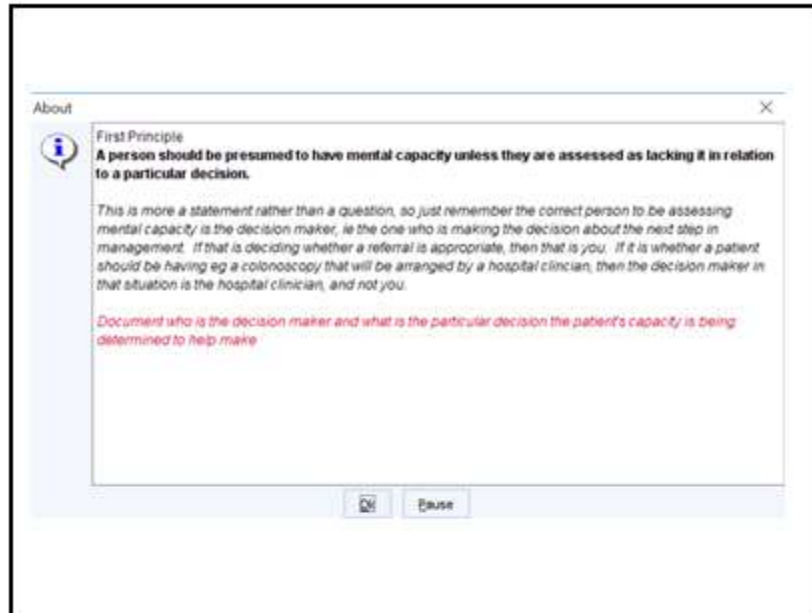 About
First Principle
A person should be presumed to have mental capacity unless they are assessed as lacking it in relation
to a particular decision.
This is more a statement rather than a question, so just remember the correct person to be assessing
mental capacity is the decision maker, ie the one who is making the decision about the next step in
management. If that is deciding whether a referral is appropriate, then that is you. If it is whether a patient
should be having eg a colonoscopy that will be arranged by a hospital clincian, then the decision maker in
that situation is the hospital clinician, and not you.
Document who is the decision maker and what is the particular decision the patient's capacity is being
determined to help make
Ok
Pause